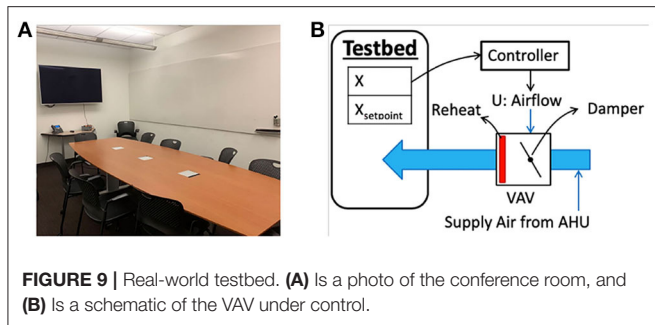 A
B
Testbed
Controller
X
X_setpoint
U: Airflow
Reheat
Damper
VAV
Supply Air from AHU
FIGURE 9 | Real-world testbed. (A) Is a photo of the conference room, and
(B) Is a schematic of the VAV under control.